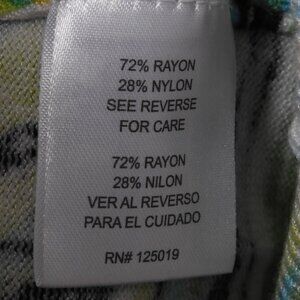 72% RAYON
28% NYLON
SEE REVERSE
FOR CARE
72% RAYON
28% NILON
VER AL REVERSO
PARA EL CUIDADO
RN# 125019